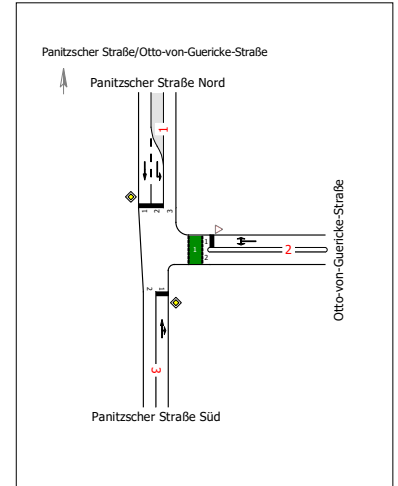 Panitzscher Straße/Otto-von-Guericke-Straße
Panitzscher Straße Nord
1
1
2
3
1
1
2
2
Otto-von-Guericke-Straße
2
1
3
Panitzscher Straße Süd